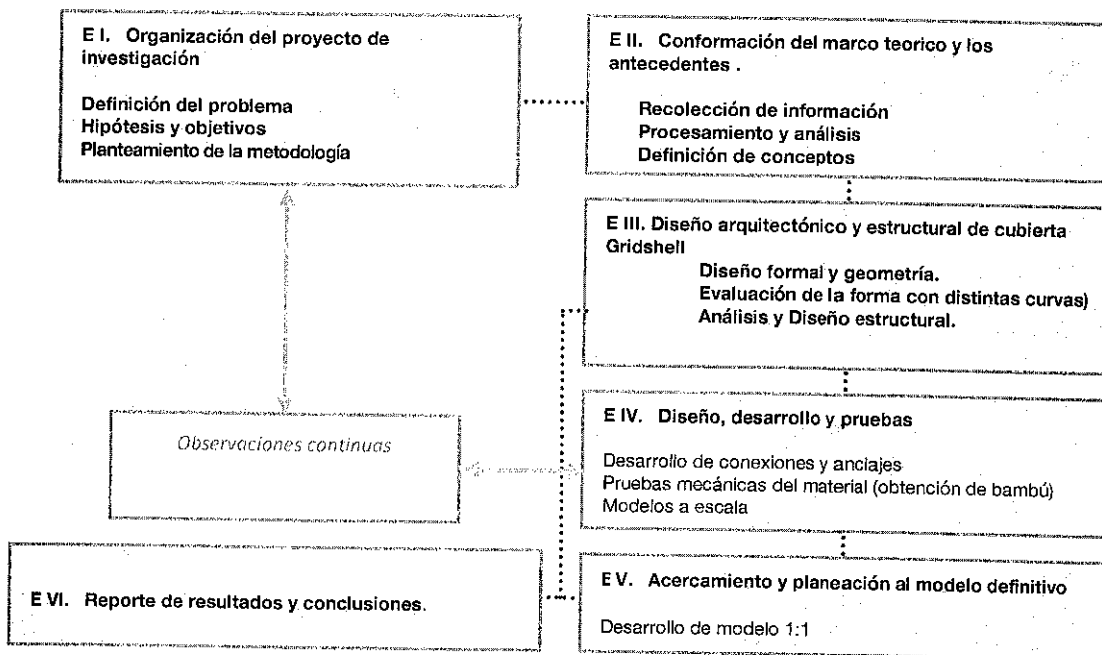 E I. Organización del proyecto de
investigación
Definición del problema
Hipótesis y objetivos
Planteamiento de la metodología
E II. Conformación del marco teorico y los
antecedentes .
Recolección de información
Procesamiento y análisis
Definición de conceptos
E III. Diseño arquitectónico y estructural de cubierta
Gridshell
Diseño formal y geometría.
Evaluación de la forma con distintas curvas)
Análisis y Diseño estructural.
Observaciones continuas
E IV. Diseño, desarrollo y pruebas
Desarrollo de conexiones y anclajes
Pruebas mecánicas del material (obtención de bambú)
Modelos a escala
E VI. Reporte de resultados y conclusiones.
E V. Acercamiento y planeación al modelo definitivo
Desarrollo de modelo 1:1